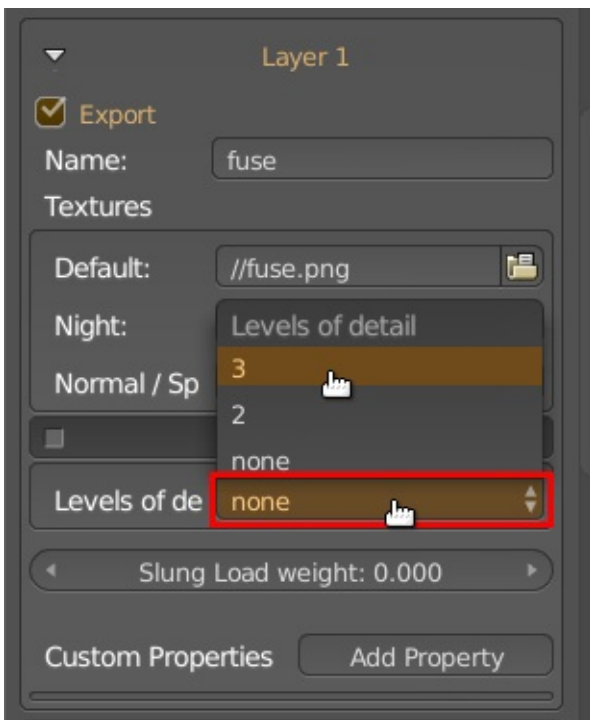 Layer 1
Export
Name: fuse
Textures
Default: //fuse.png
Night: Levels of detail
3
Normal / Sp
2
none
Levels of de none
Slung Load weight: 0.000
Custom Properties Add Property